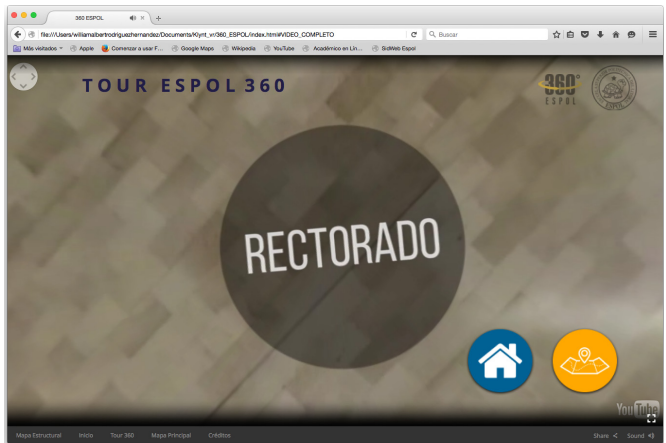 360 ESPOL
file:///Users/williamalbertrodriguezhernandez/Documents/Klynt_vr/360_ESPOL/index.html#VIDEO_COMPLETO
Buscar
Más visitados
Apple
Comenzar a usar F...
Google Maps
Wikipedia
YouTube
Académico en Lín...
SidWeb Espol
TOUR ESPOL 360
360°
ESPOL
RECTORADO
YouTube
Mapa Estructural
Inicio
Tour 360
Mapa Principal
Créditos
Share
Sound